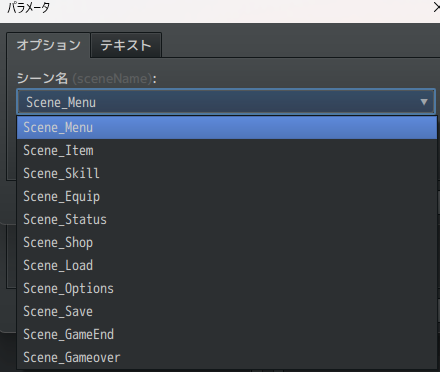 パラメータ
オプション テキスト
シーン名 (sceneName):
Scene_Menu
Scene_Menu
Scene_Item
Scene_Skill
Scene_Equip
Scene_Status
Scene_Shop
Scene_Load
Scene_Options
Scene_Save
Scene_GameEnd
Scene_Gameover